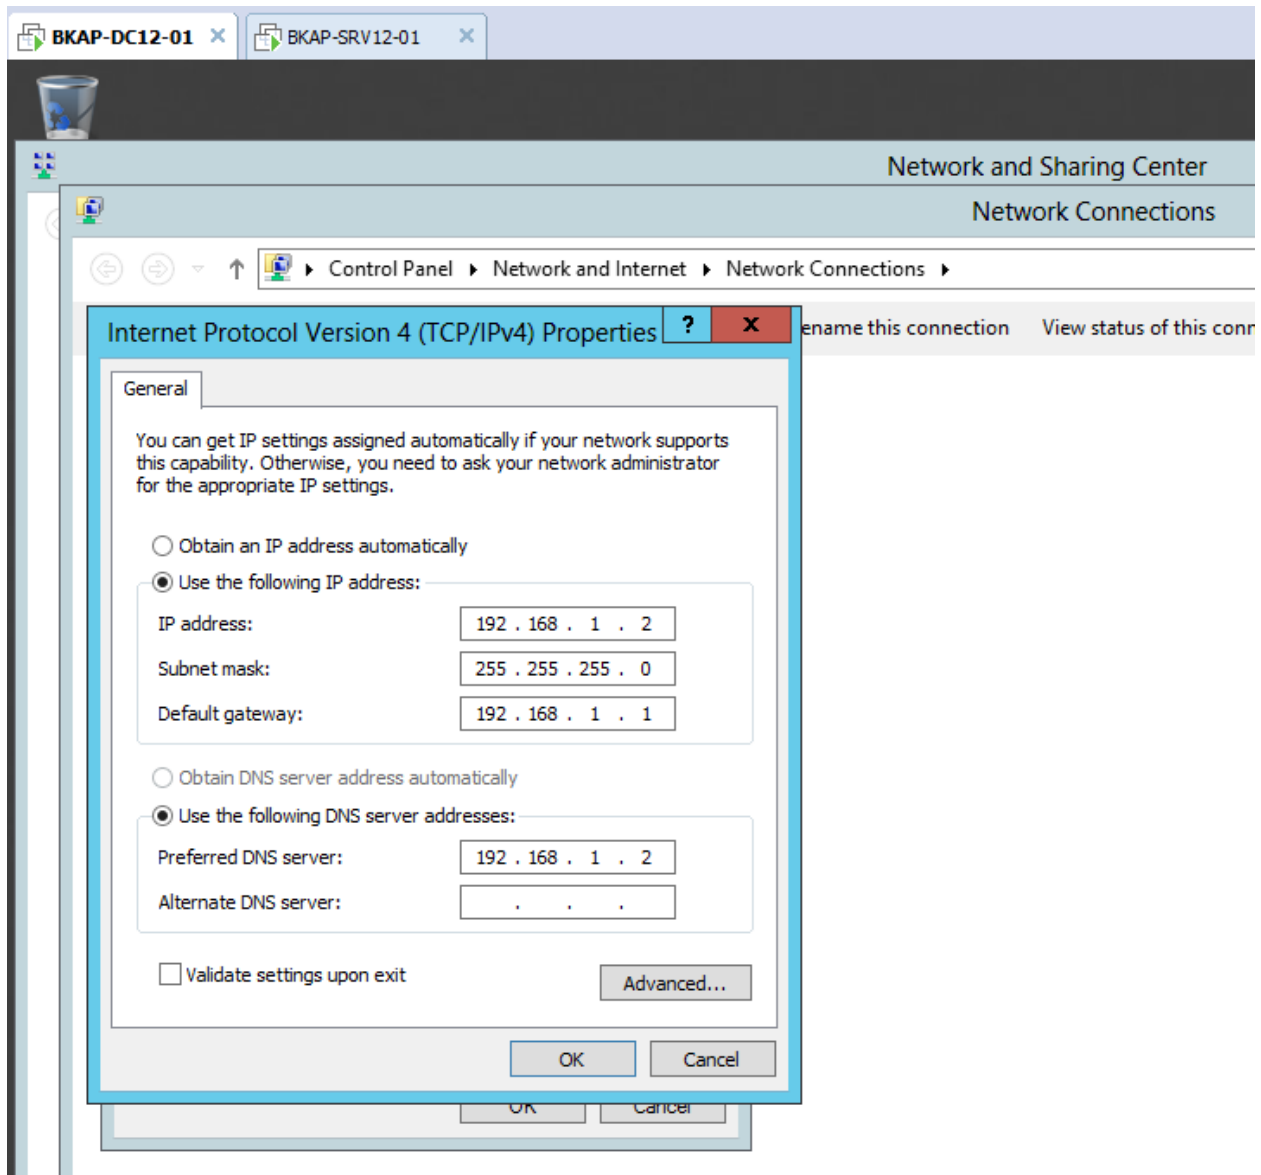 BKAP-DC12-01 BKAP-SRV12-01
Network and Sharing Center
Network Connections
Control Panel Network and Internet Network Connections
Internet Protocol Version 4 (TCP/IPv4) Properties ? x
ename this connection View status of this conn
General
You can get IP settings assigned automatically if your network supports
this capability. Otherwise, you need to ask your network administrator
for the appropriate IP settings.
Obtain an IP address automatically
Use the following IP address:
IP address: 192 . 168 . 1 . 2
Subnet mask: 255 . 255 . 255 . 0
Default gateway: 192 . 168 . 1 . 1
Obtain DNS server address automatically
Use the following DNS server addresses:
Preferred DNS server: 192 . 168 . 1 . 2
Alternate DNS server: . . .
Validate settings upon exit
Advanced...
OK Cancel
OK Cancel